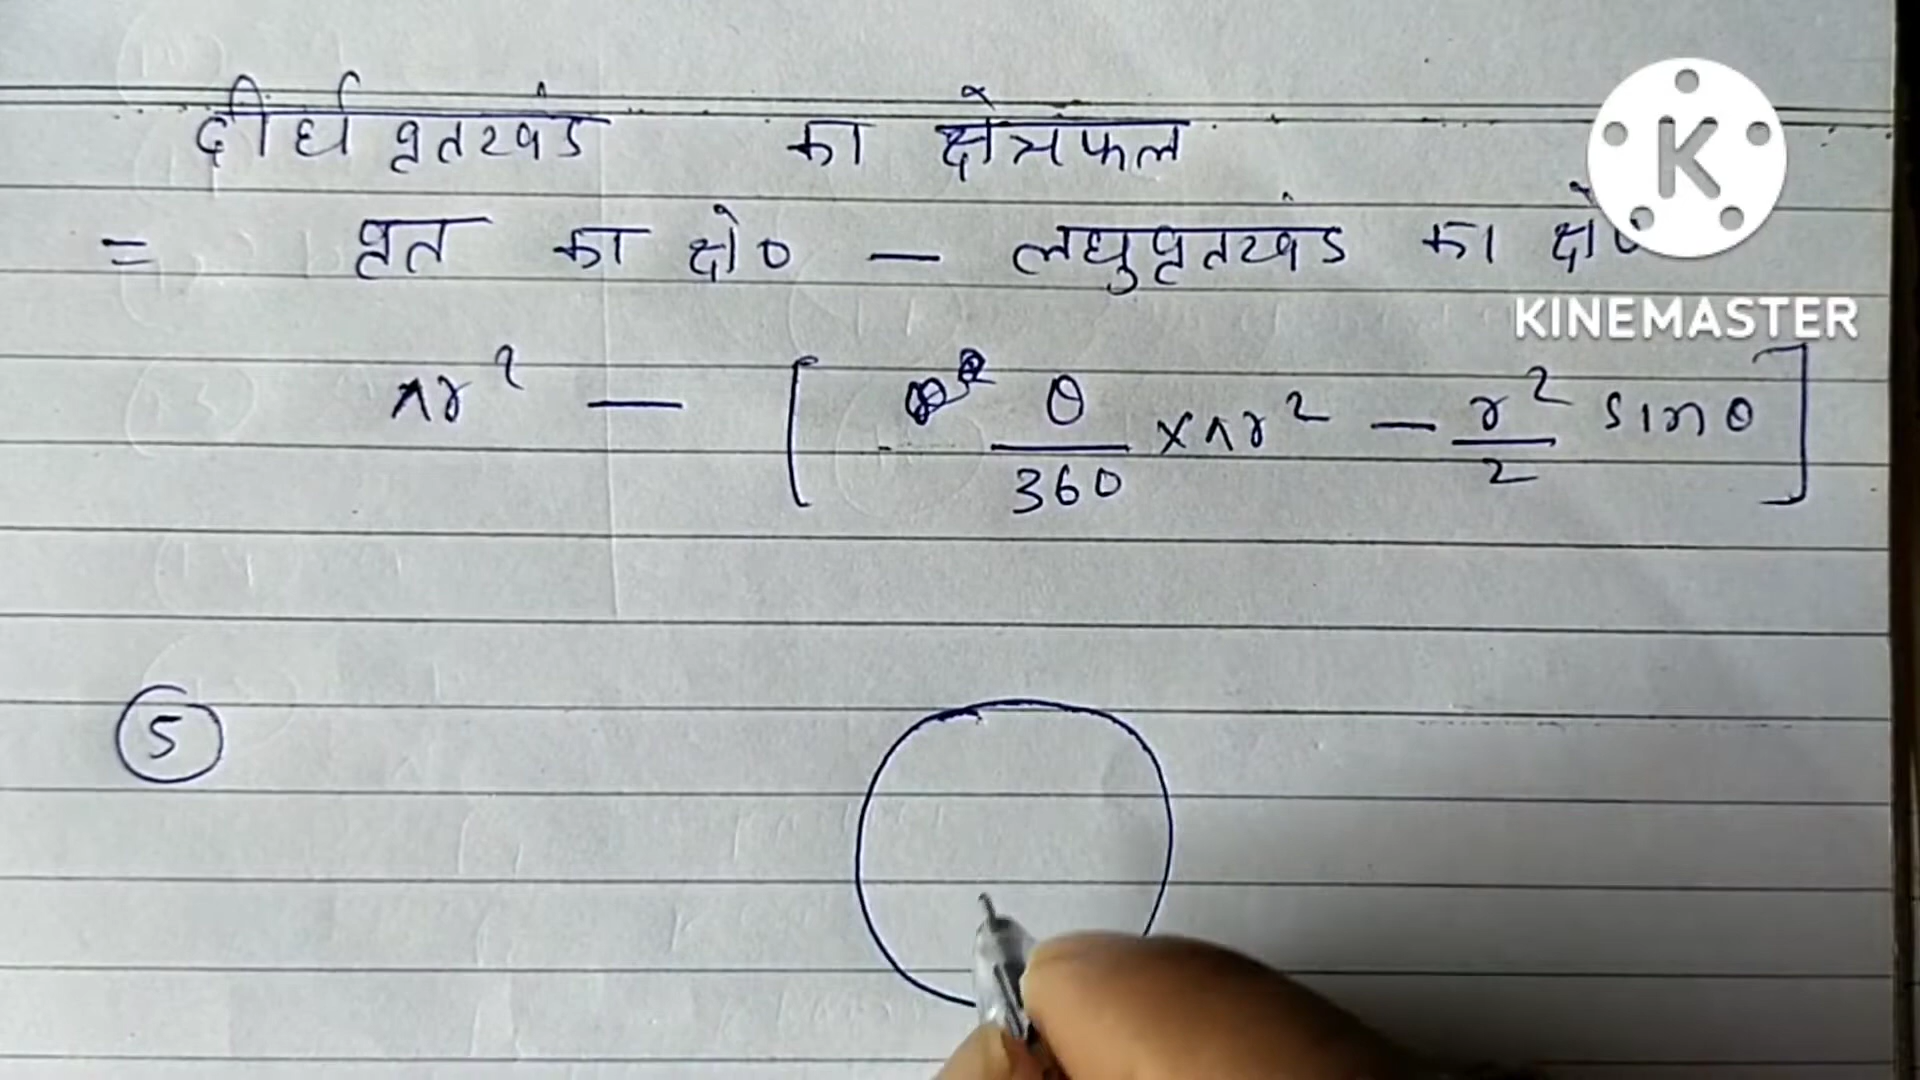 दीर्घ वृतखंड का क्षेत्रफल
= वृत का क्षे० - लघुवृतखंड का क्षे०
K
KINEMASTER
πr² - [ θ/360 × πr² - r²/2 sinθ ]
5